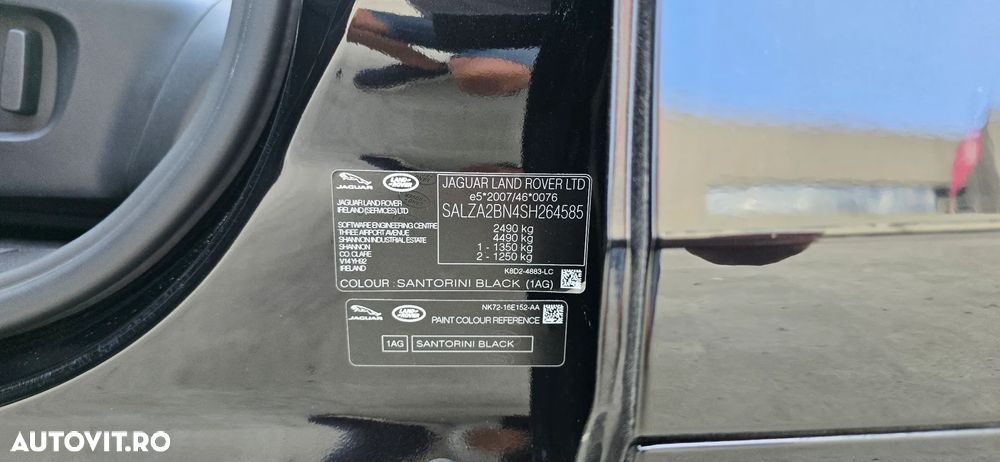 JAGUAR
LAND-
ROVER
JAGUAR LAND ROVER
IRELAND (SERVICES) LTD
SOFTWARE ENGINEERING CENTRE
THREE AIRPORT AVENUE
SHANNON INDUSTRIAL ESTATE
SHANNON
CO. CLARE
V14 YH92
IRELAND
JAGUAR LAND ROVER LTD
e5*2007/46*0076
SALZA2BN4SH264585
2490 kg
4490 kg
1 - 1350 kg
2 - 1250 kg
K8D2-4883-LC
COLOUR : SANTORINI BLACK (1AG)
JAGUAR
LAND-
ROVER
NK72-16E152-AA
PAINT COLOUR REFERENCE
1AG SANTORINI BLACK
AUTOVIT.RO